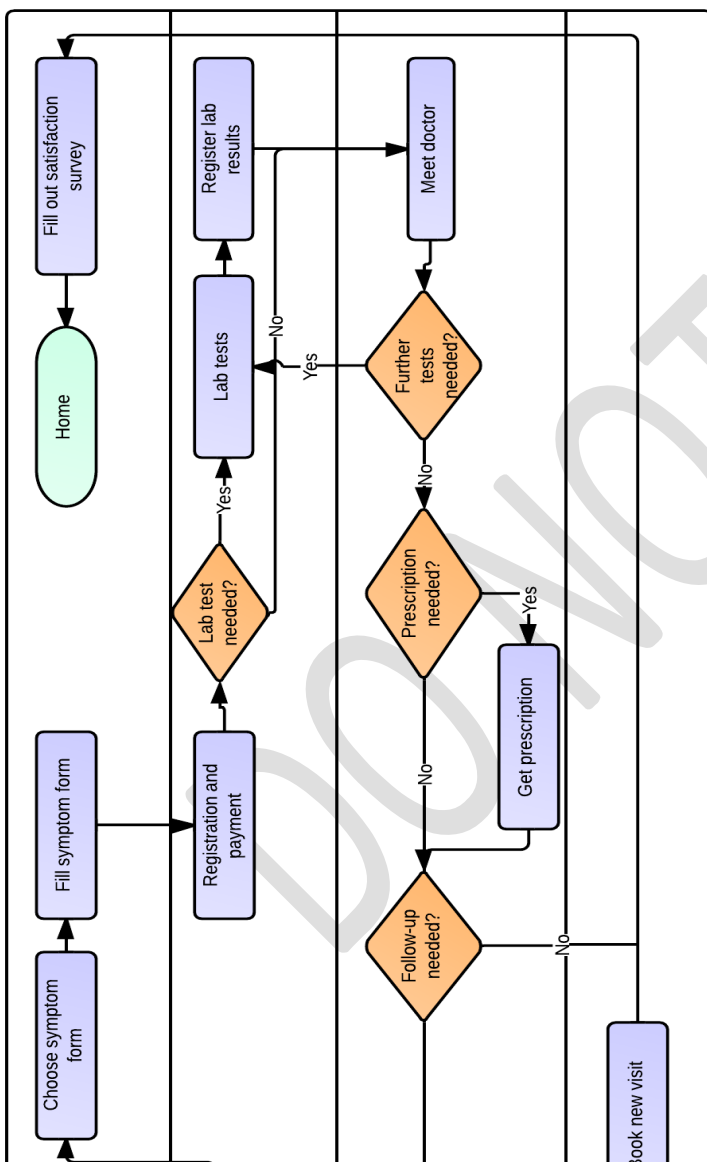 Fill out satisfaction
survey
Home
Fill symptom form
Choose symptom
form
Register lab
results
Lab tests
Yes
No
Lab test
needed?
Registration and
payment
Meet doctor
Further
tests
needed?
Yes
No
Prescription
needed?
Yes
Get prescription
No
Follow-up
needed?
No
Book new visit
DO NOT